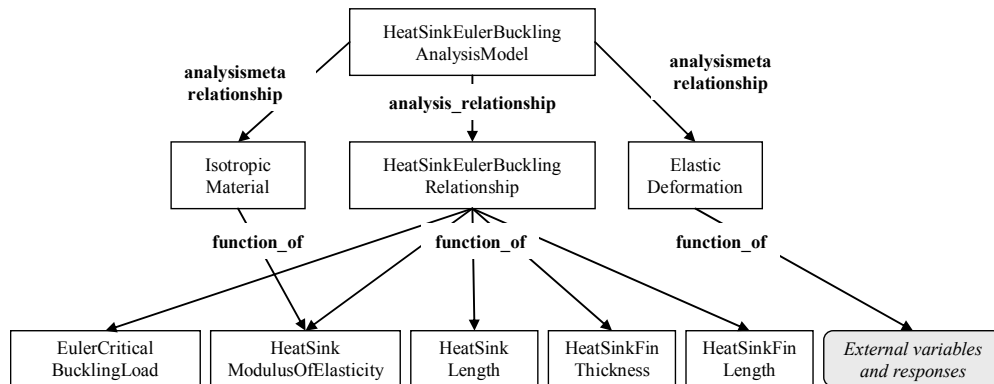 HeatSinkEulerBuckling
AnalysisModel
analysismeta
relationship
analysismeta
relationship
analysis_relationship
Isotropic
Material
HeatSinkEulerBuckling
Relationship
Elastic
Deformation
function_of
function_of
function_of
EulerCritical
BucklingLoad
HeatSink
ModulusOfElasticity
HeatSink
Length
HeatSinkFin
Thickness
HeatSinkFin
Length
External variables
and responses